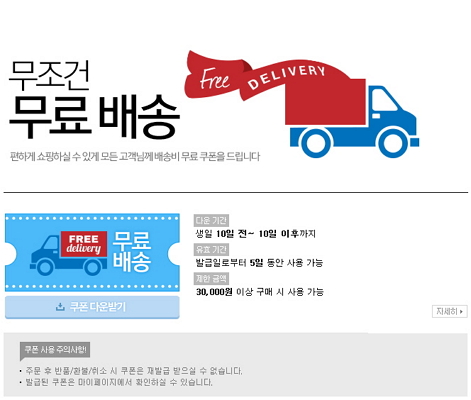 무조건
무료 배송
Free DELIVERY
편하게 쇼핑하실 수 있게 모든 고객님께 배송비 무료 쿠폰을 드립니다
FREE
delivery
무료
배송
쿠폰 다운받기
다운 기간
생일 10일 전~ 10일 이후까지
유효 기간
발급일로부터 5일 동안 사용 가능
제한 금액
30,000원 이상 구매 시 사용 가능
자세히
쿠폰 사용 주의사항!
• 주문 후 반품/환불/취소 시 쿠폰은 재발급 받으실 수 없습니다.
• 발급된 쿠폰은 마이페이지에서 확인하실 수 있습니다.